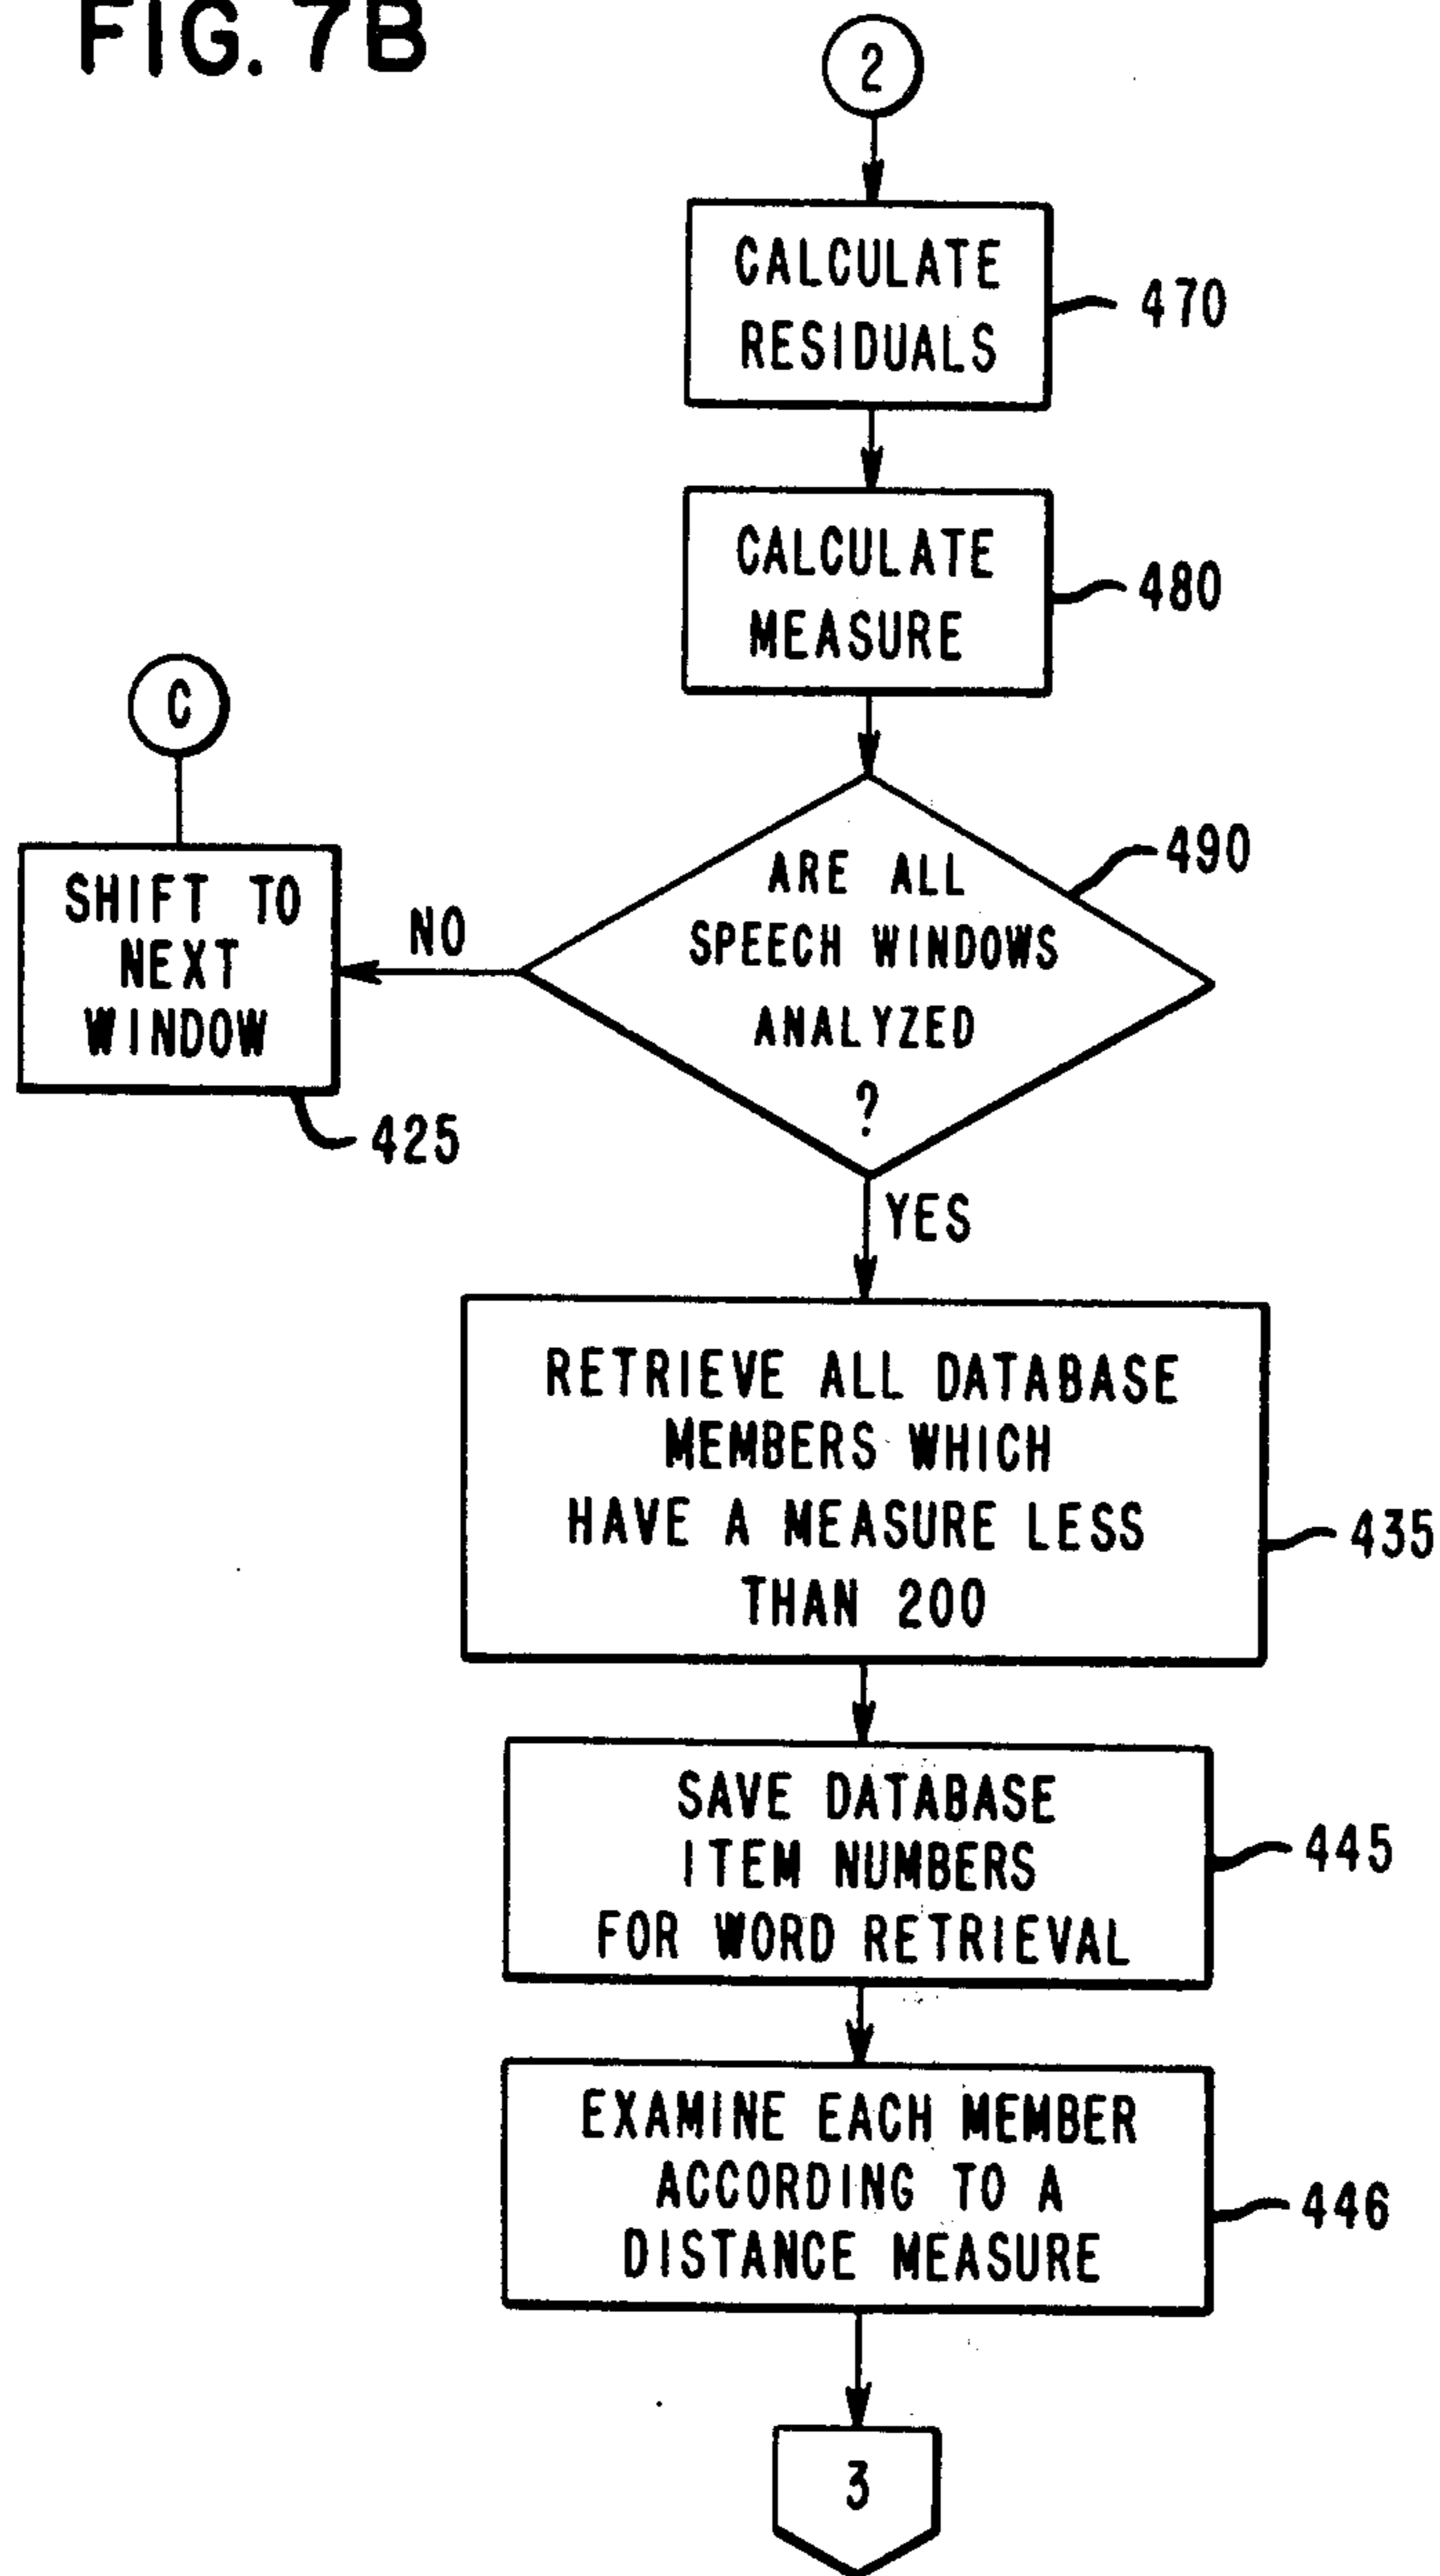 FIG. 7B
2
CALCULATE
RESIDUALS
470
CALCULATE
MEASURE
480
C
ARE ALL
SPEECH WINDOWS
ANALYZED
?
490
NO
SHIFT TO
NEXT
WINDOW
425
YES
RETRIEVE ALL DATABASE
MEMBERS WHICH
HAVE A MEASURE LESS
THAN 200
435
SAVE DATABASE
ITEM NUMBERS
FOR WORD RETRIEVAL
445
EXAMINE EACH MEMBER
ACCORDING TO A
DISTANCE MEASURE
446
3